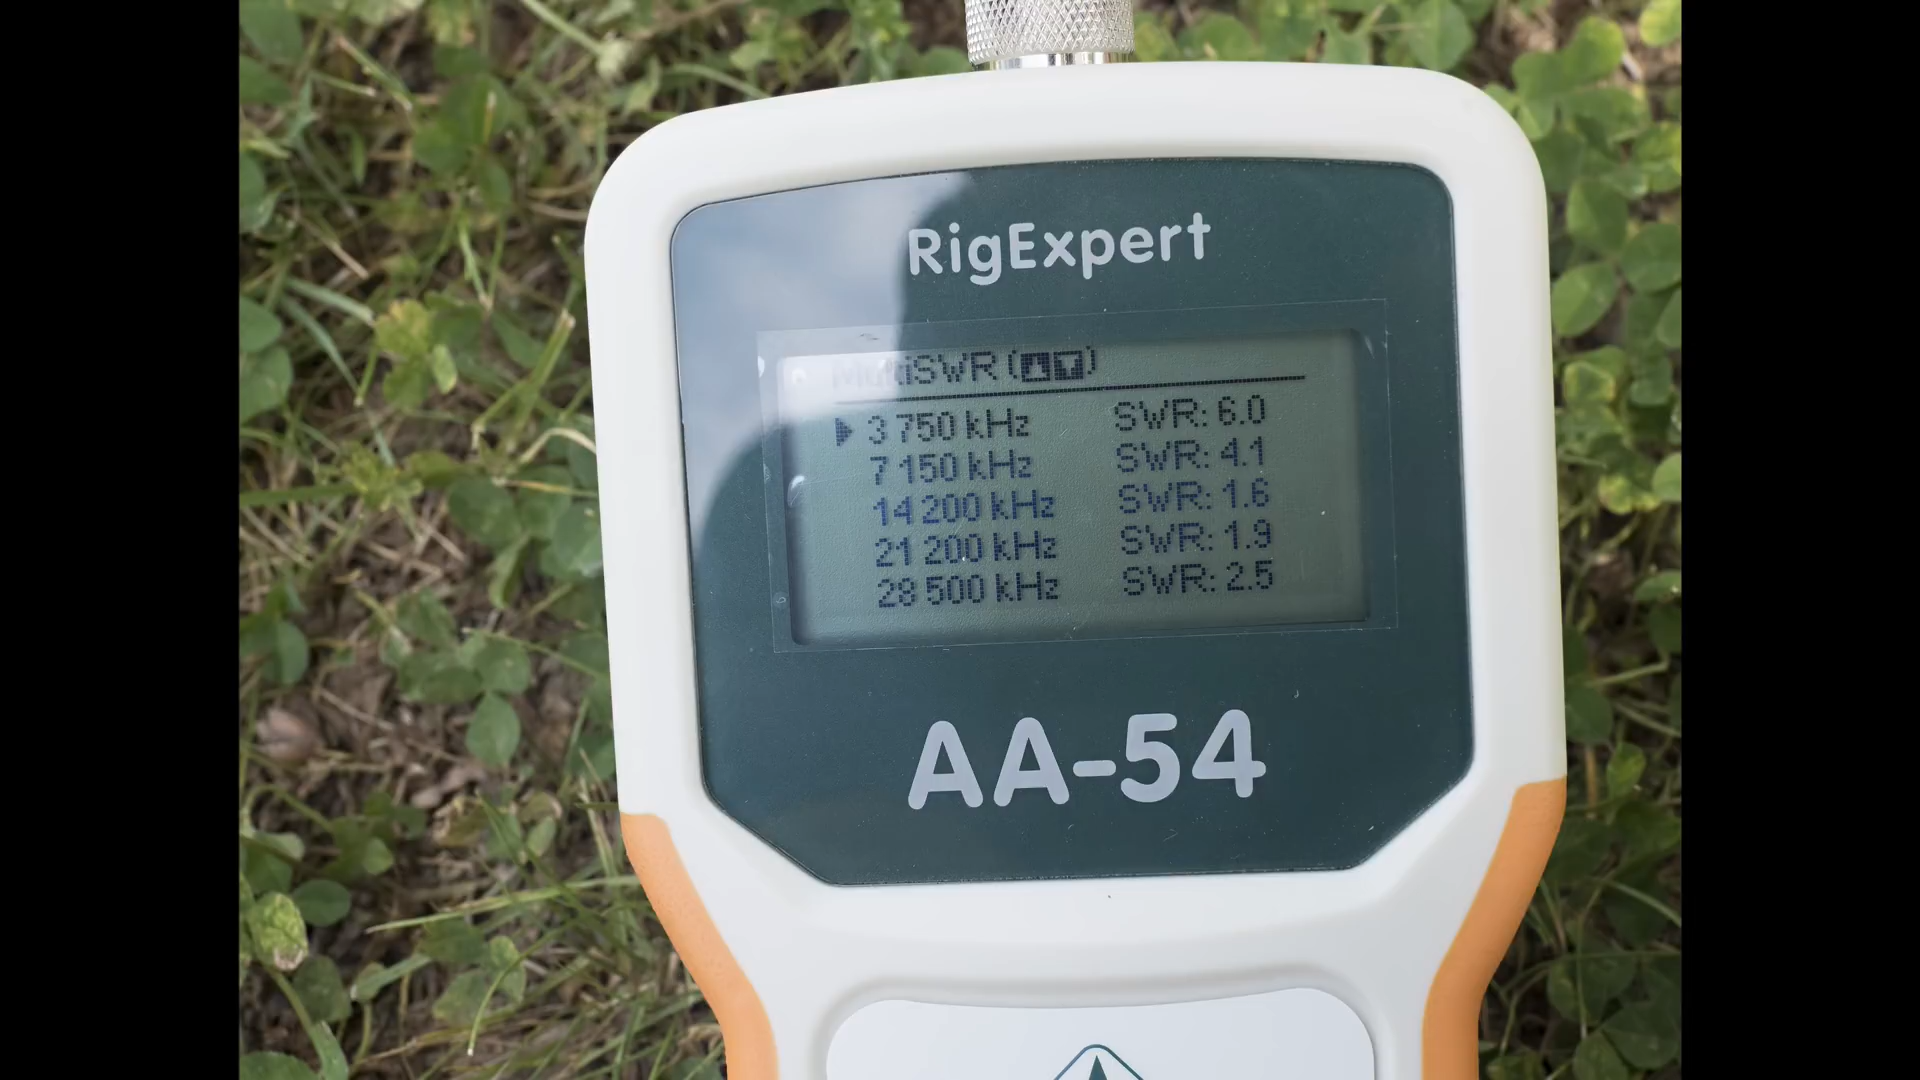 RigExpert
MultiSWR (▲▼)
▶ 3 750 kHz SWR: 6.0
7 150 kHz SWR: 4.1
14 200 kHz SWR: 1.6
21 200 kHz SWR: 1.9
28 500 kHz SWR: 2.5
AA-54